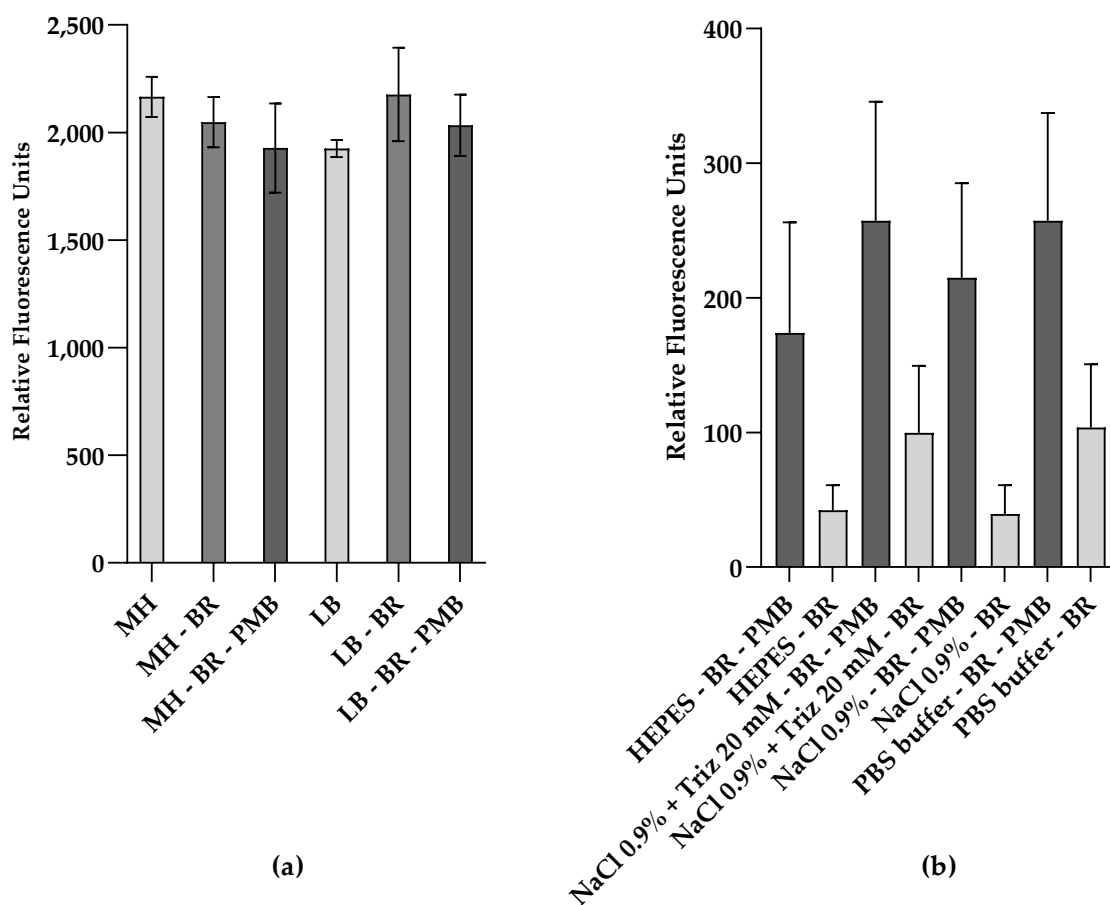 2,500
2,000
1,500
1,000
500
0
Relative Fluorescence Units
MH
MH - BR
MH - BR - PMB
LB
LB - BR
LB - BR - PMB
(a)
400
300
200
100
0
Relative Fluorescence Units
HEPES - BR - PMB
HEPES - BR
NaCl 0.9% + Triz 20 mM - BR - PMB
NaCl 0.9% + Triz 20 mM - BR
NaCl 0.9% - BR - PMB
NaCl 0.9% - BR
PBS buffer - BR - PMB
PBS buffer - BR
(b)